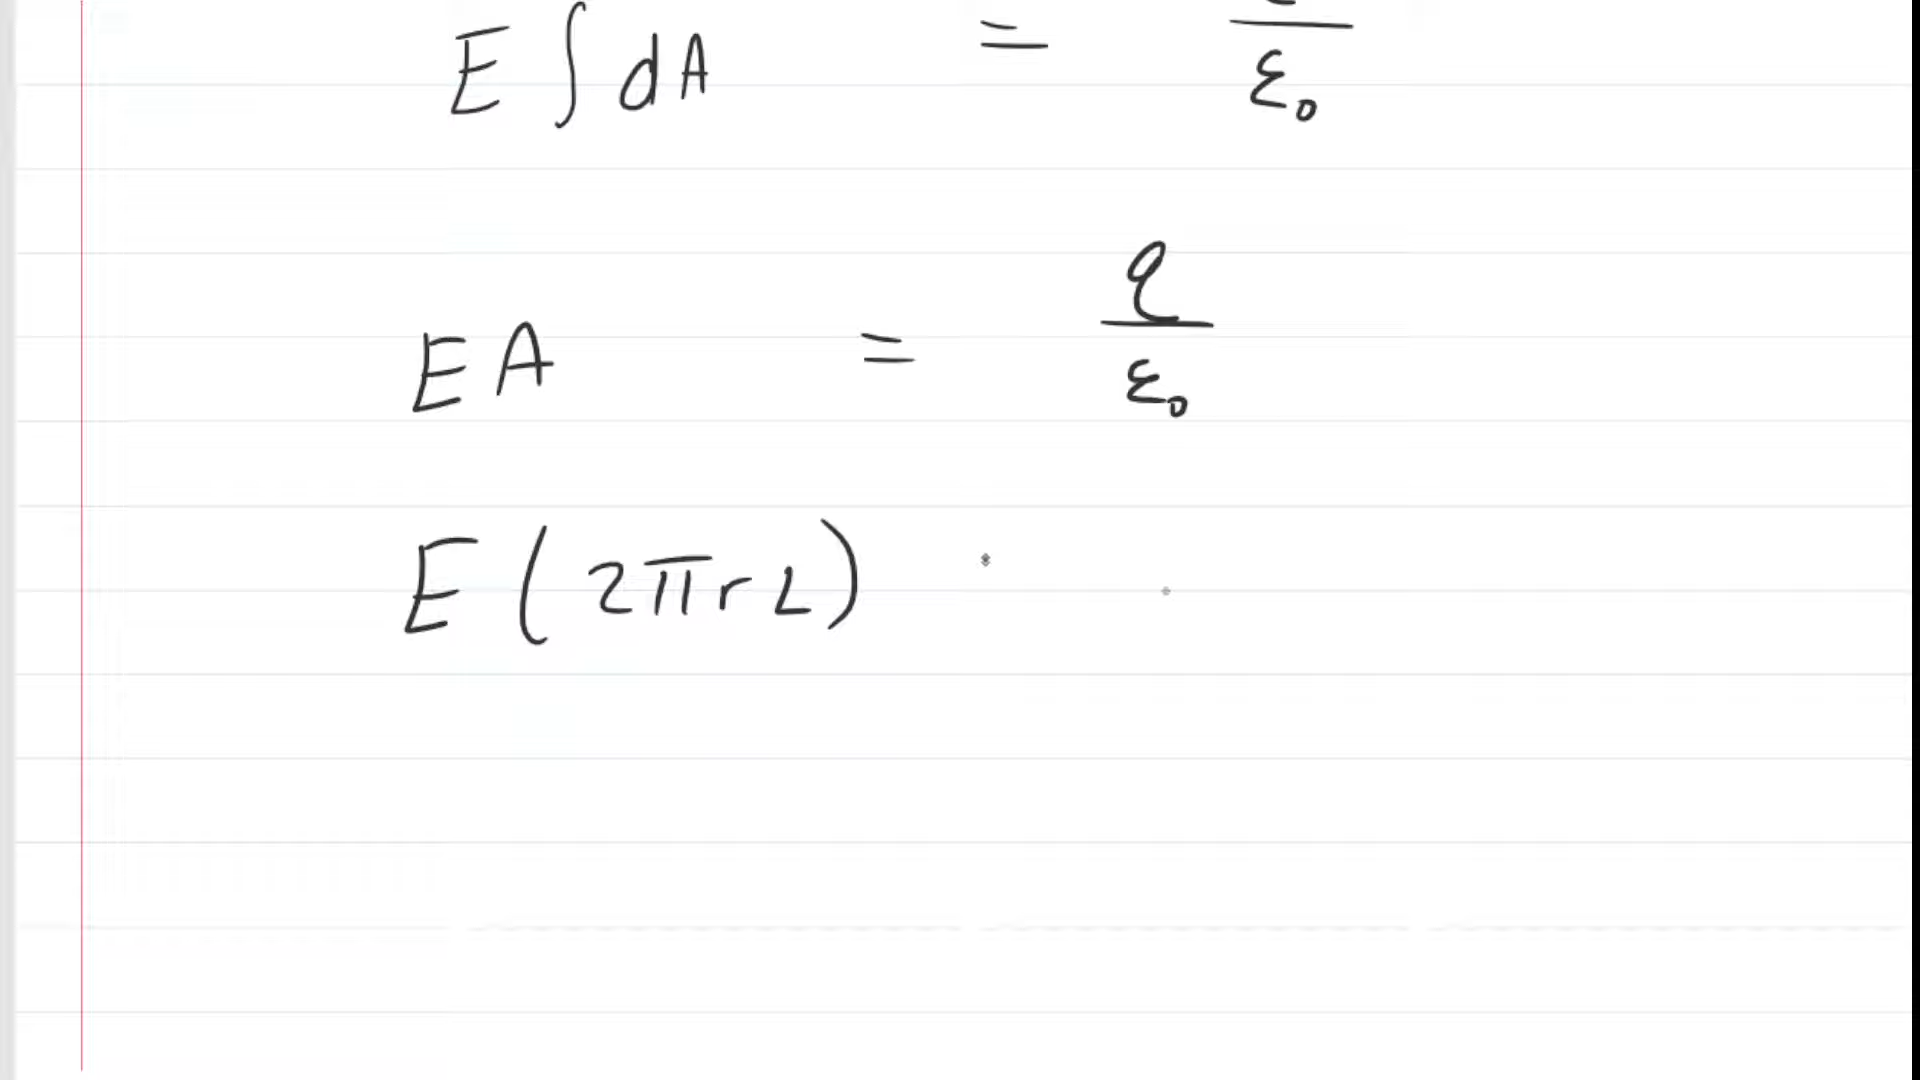 E ∫ dA = — ε₀
EA = q/ε₀
E(2πrL)